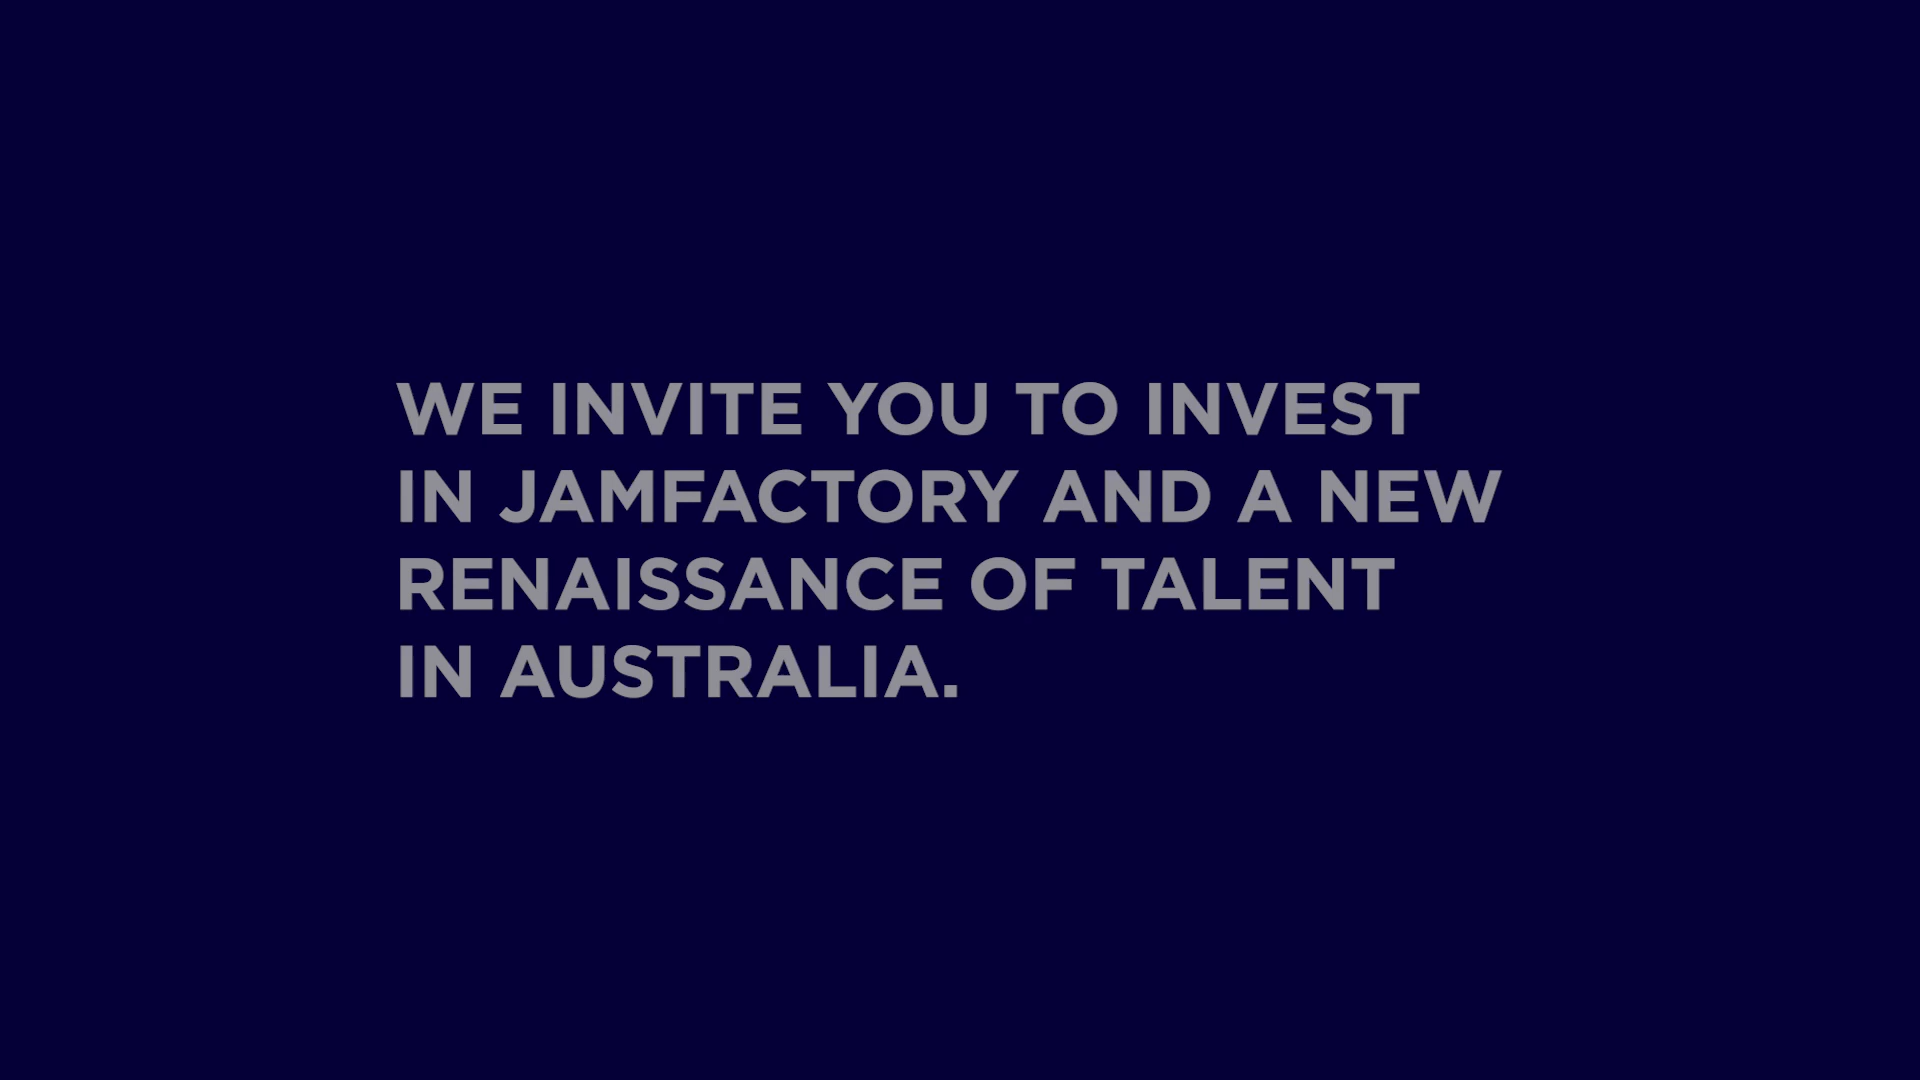 WE INVITE YOU TO INVEST
IN JAMFACTORY AND A NEW
RENAISSANCE OF TALENT
IN AUSTRALIA.